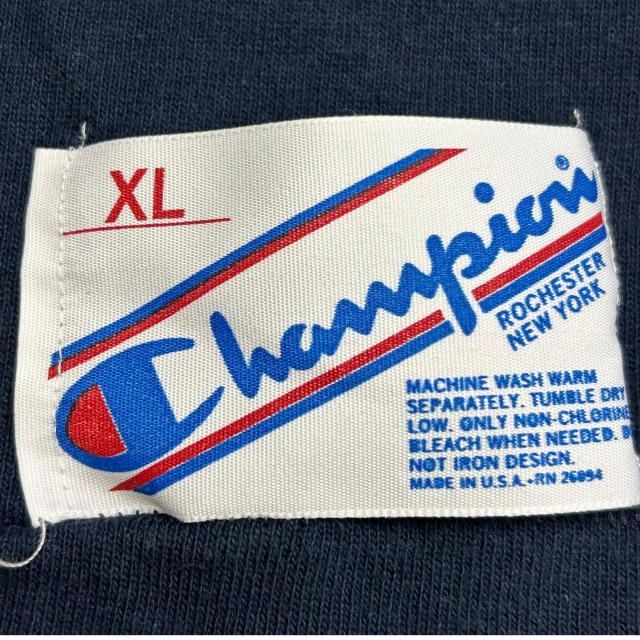 XL
Champion®
ROCHESTER
NEW YORK
MACHINE WASH WARM
SEPARATELY. TUMBLE DRY
LOW. ONLY NON-CHLORINE
BLEACH WHEN NEEDED.
NOT IRON DESIGN.
MADE IN U.S.A.•RN 26094